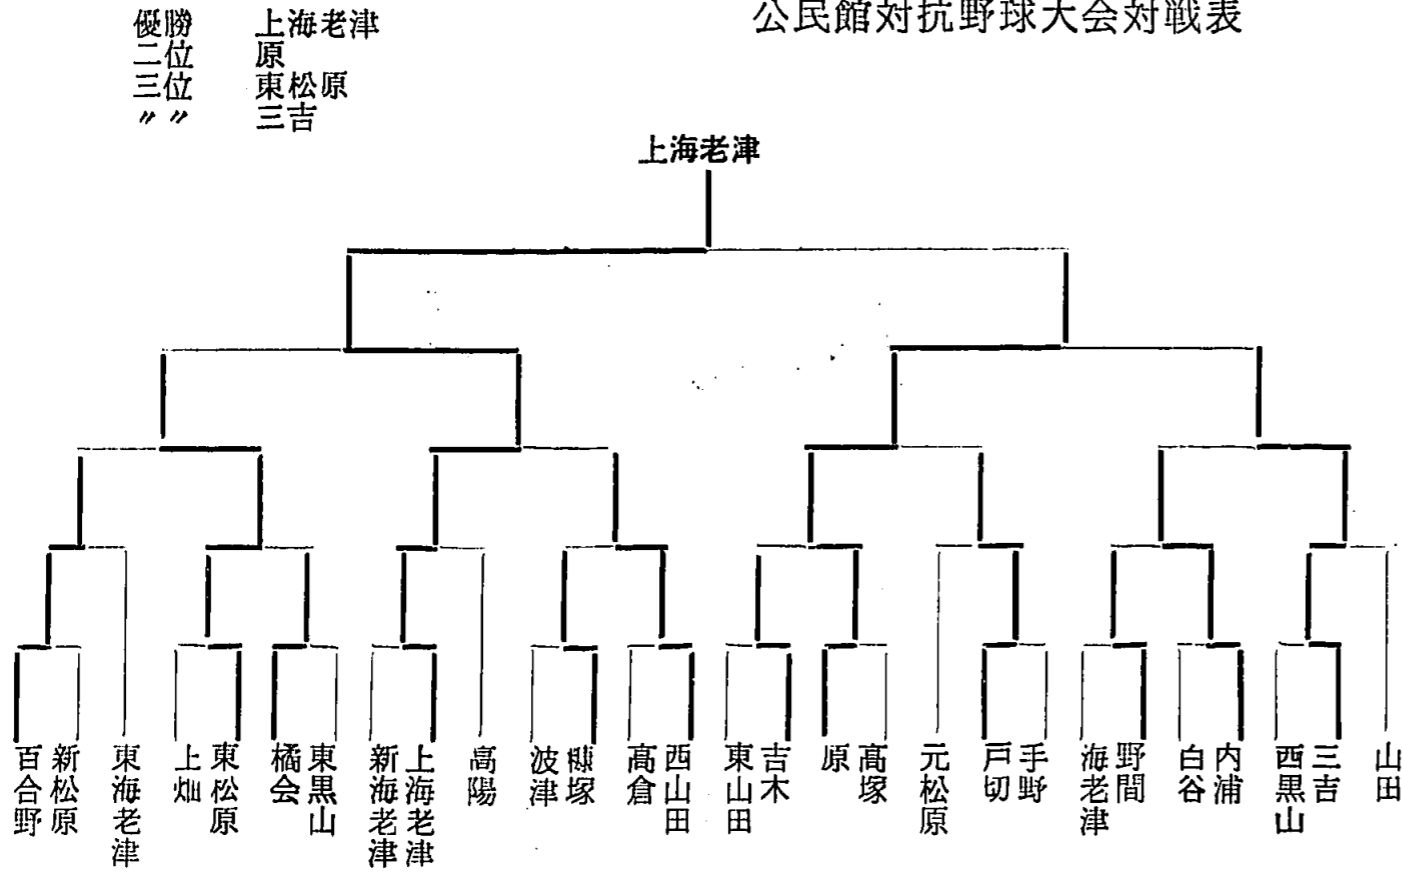 公民館対抗野球大会対戦表
優勝 上海老津
二位 原
三位 東松原
〃〃 三吉
上海老津
百合野
新松原
東海老津
上畑
東松原
橘会
東黒山
新海老津
上海老津
高陽
波津
糠塚
高倉
西山田
東山田
吉木
原
高塚
元松原
戸切
手野
海老津
野間
白谷
内浦
西黒山
三吉
山田